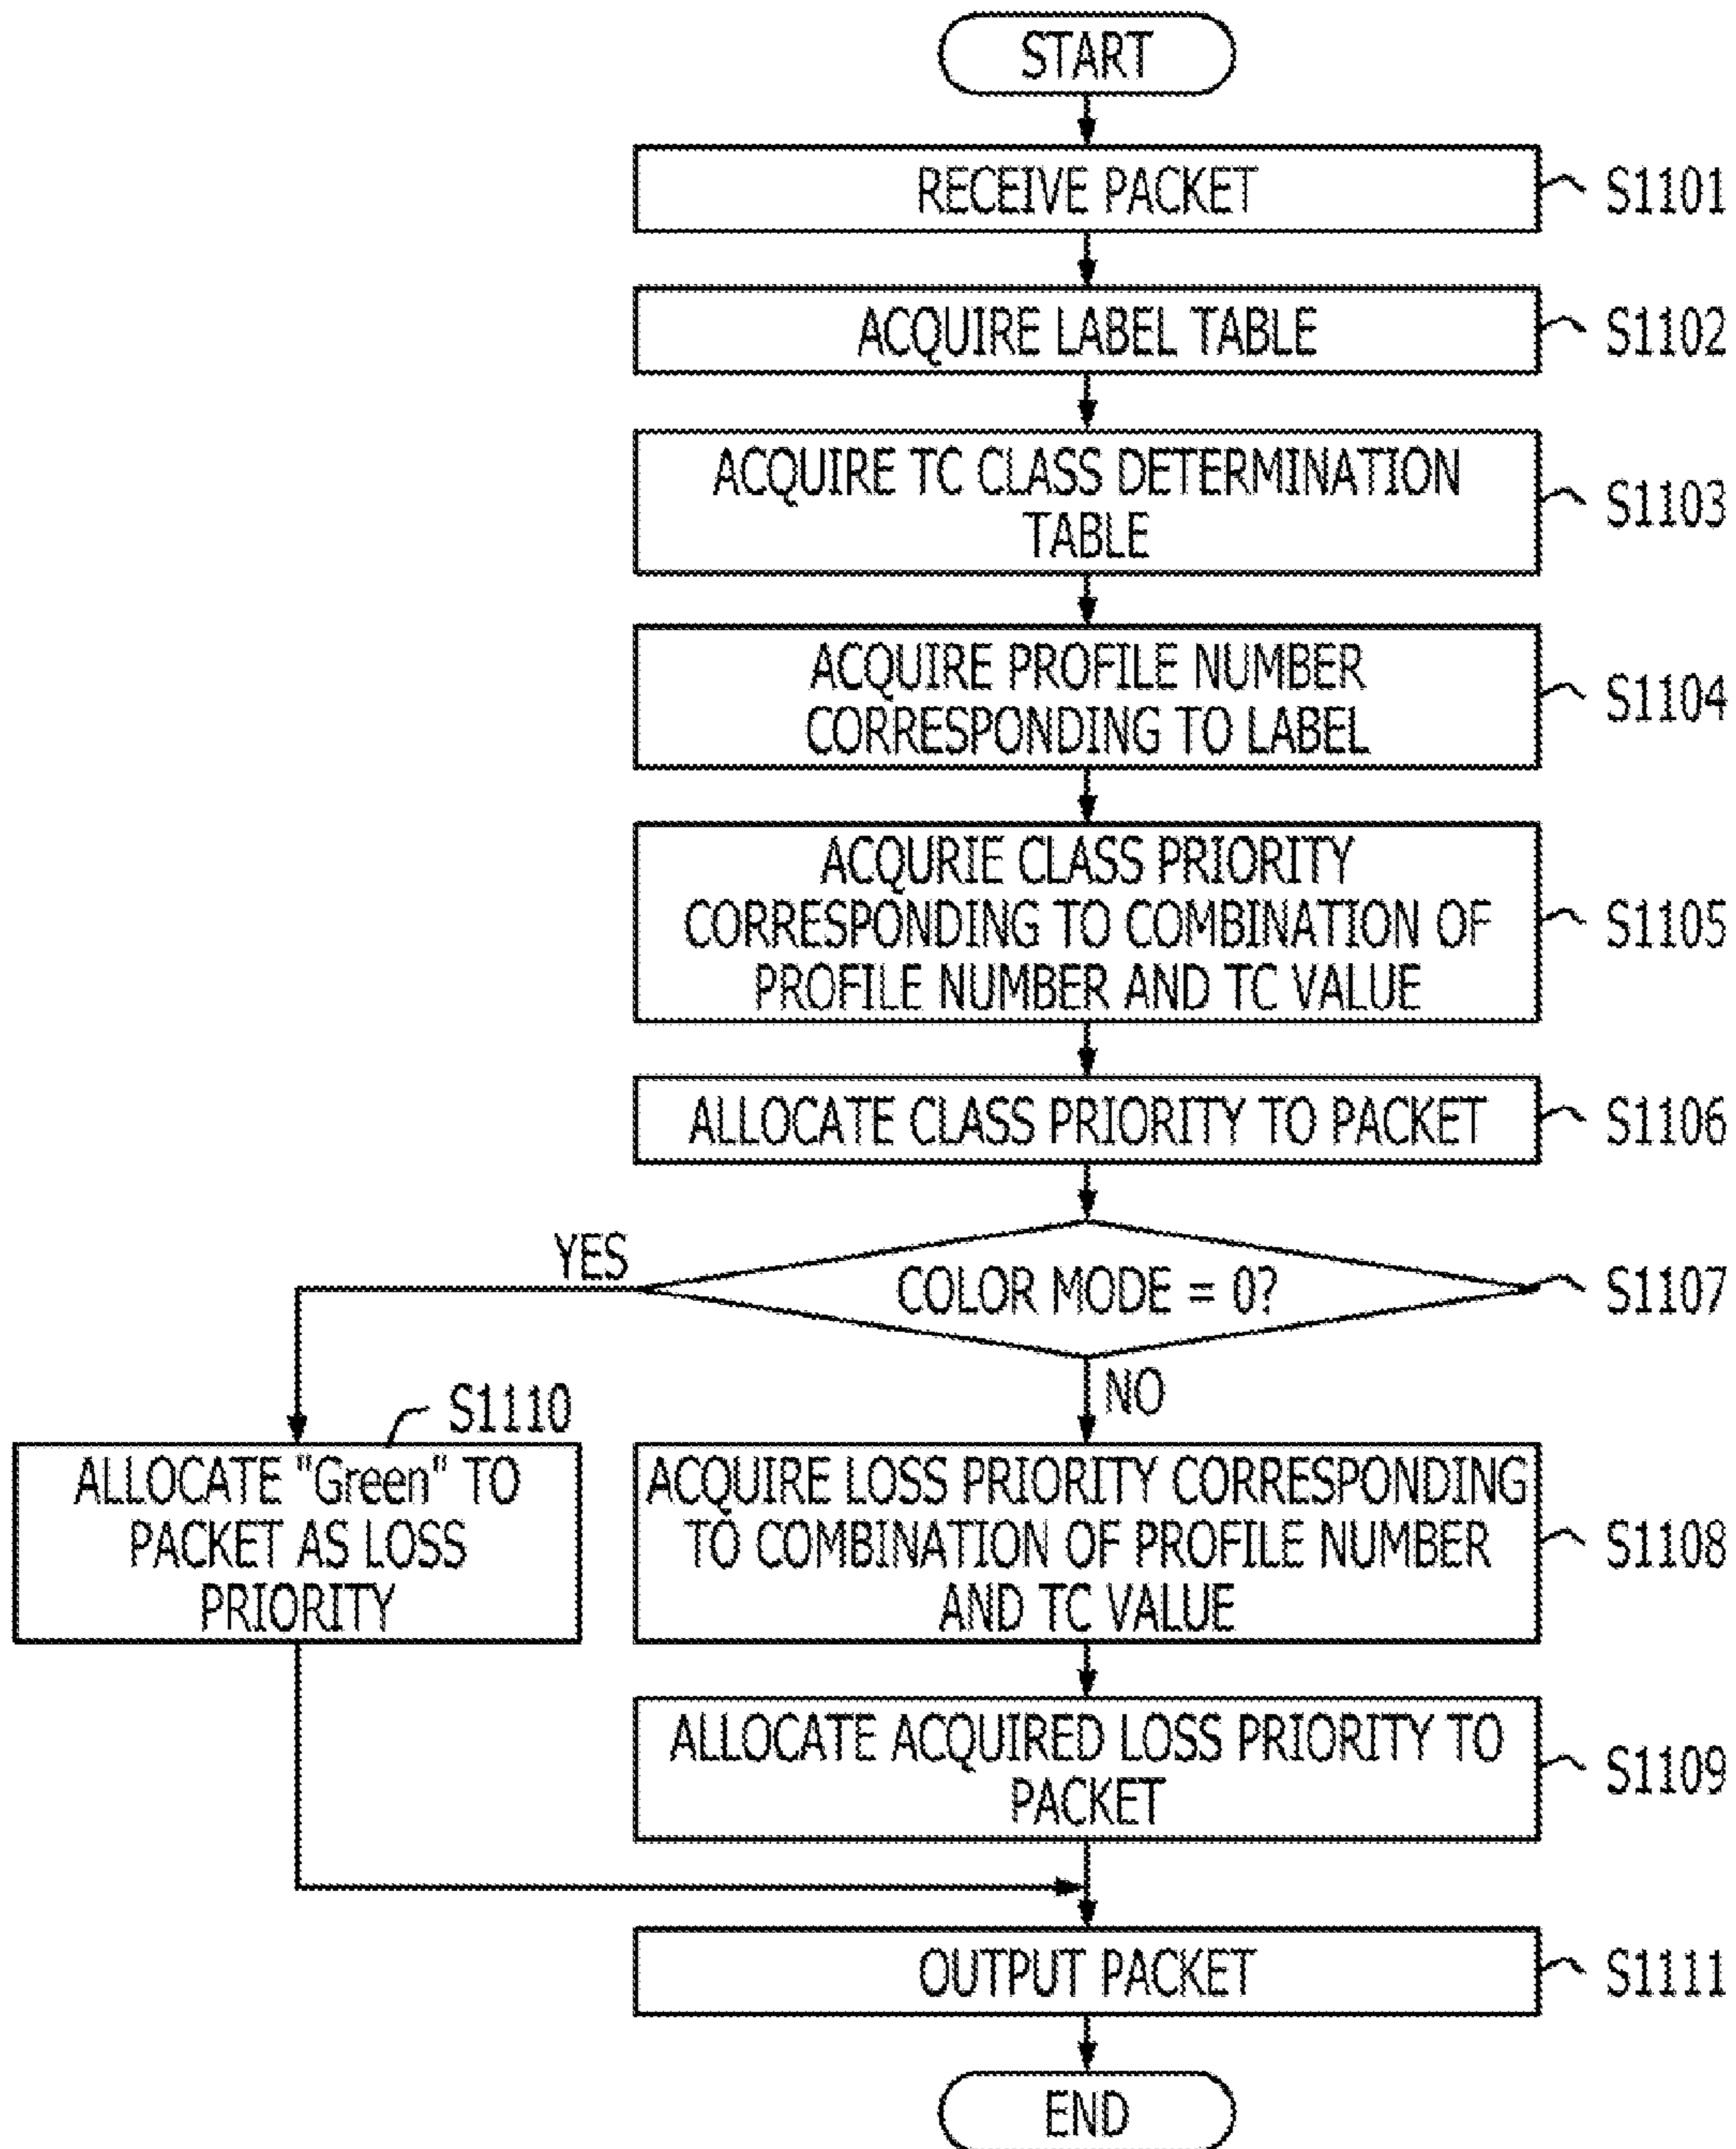 START
RECEIVE PACKET
S1101
ACQUIRE LABEL TABLE
S1102
ACQUIRE TC CLASS DETERMINATION
TABLE
S1103
ACQUIRE PROFILE NUMBER
CORRESPONDING TO LABEL
S1104
ACQURIE CLASS PRIORITY
CORRESPONDING TO COMBINATION OF
PROFILE NUMBER AND TC VALUE
S1105
ALLOCATE CLASS PRIORITY TO PACKET
S1106
YES
COLOR MODE = 0?
S1107
NO
S1110
ALLOCATE "Green" TO
PACKET AS LOSS
PRIORITY
ACQUIRE LOSS PRIORITY CORRESPONDING
TO COMBINATION OF PROFILE NUMBER
AND TC VALUE
S1108
ALLOCATE ACQUIRED LOSS PRIORITY TO
PACKET
S1109
OUTPUT PACKET
S1111
END